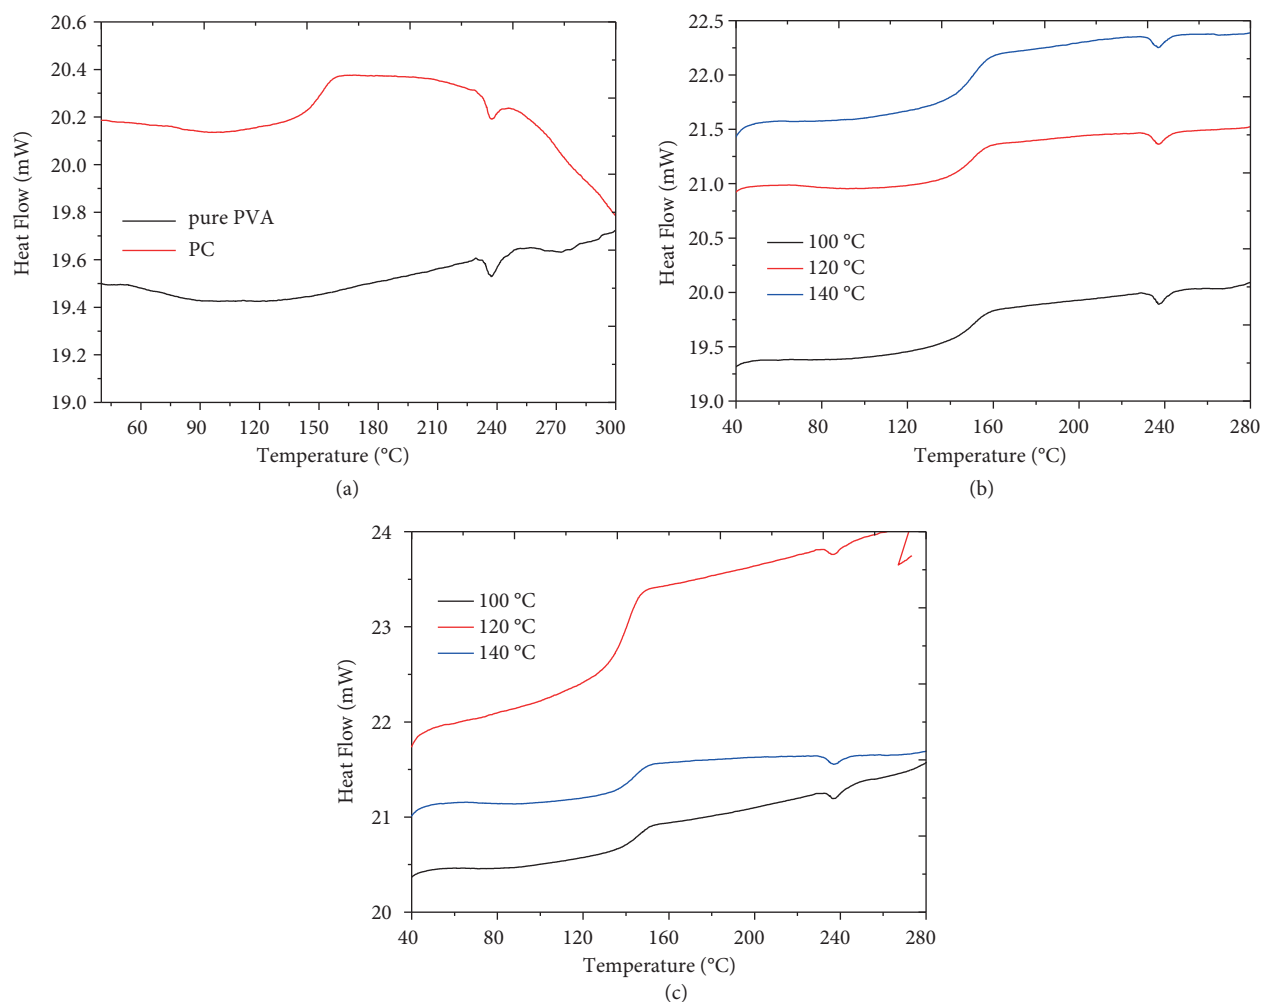 20.6
20.4
20.2
20.0
19.8
19.6
19.4
19.2
19.0
Heat Flow (mW)
pure PVA
PC
60 90 120 150 180 210 240 270 300
Temperature (°C)
(a)
22.5
22.0
21.5
21.0
20.5
20.0
19.5
19.0
Heat Flow (mW)
100 °C
120 °C
140 °C
40 80 120 160 200 240 280
Temperature (°C)
(b)
24
23
22
21
20
Heat Flow (mW)
100 °C
120 °C
140 °C
40 80 120 160 200 240 280
Temperature (°C)
(c)